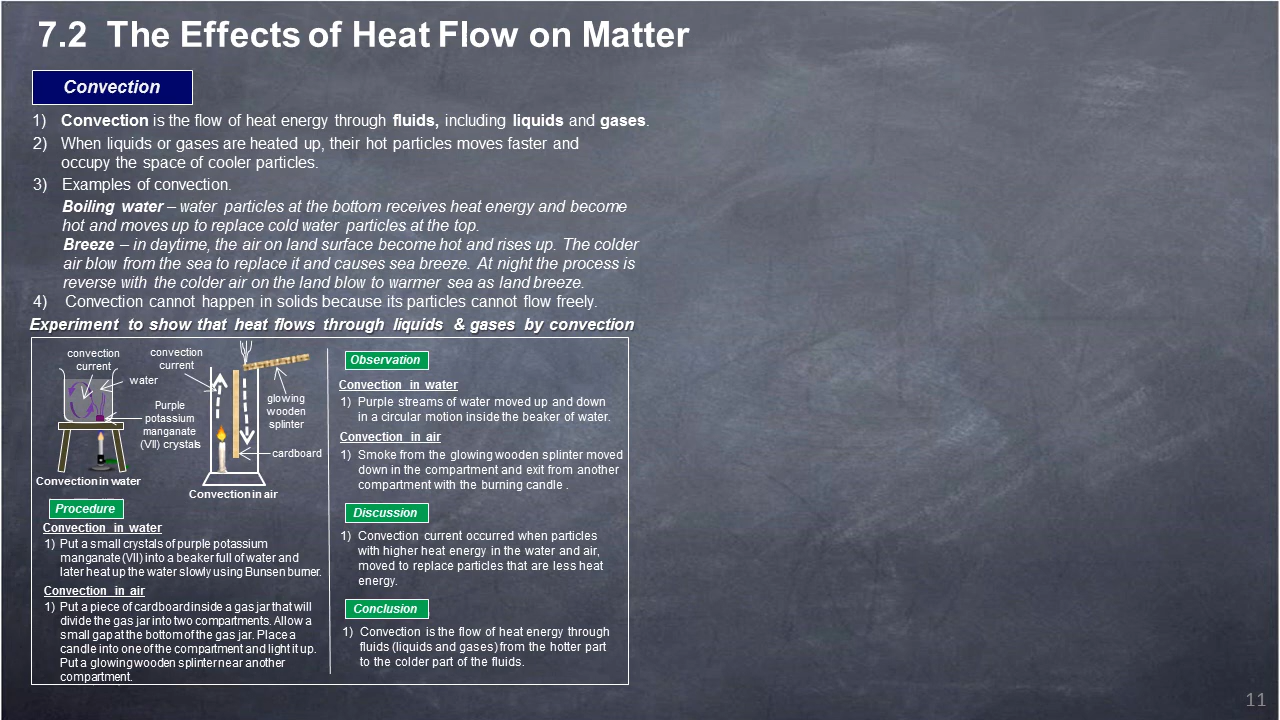 7.2 The Effects of Heat Flow on Matter
Convection
1) Convection is the flow of heat energy through fluids, including liquids and gases.
2) When liquids or gases are heated up, their hot particles moves faster and
occupy the space of cooler particles.
3) Examples of convection.
Boiling water – water particles at the bottom receives heat energy and become
hot and moves up to replace cold water particles at the top.
Breeze – in daytime, the air on land surface become hot and rises up. The colder
air blow from the sea to replace it and causes sea breeze. At night the process is
reverse with the colder air on the land blow to warmer sea as land breeze.
4) Convection cannot happen in solids because its particles cannot flow freely.
Experiment to show that heat flows through liquids & gases by convection
convection
current
water
Purple
potassium
manganate
(VII) crystals
Convection in water
convection
current
glowing
wooden
splinter
cardboard
Convection in air
Procedure
Convection in water
1) Put a small crystals of purple potassium
manganate (VII) into a beaker full of water and
later heat up the water slowly using Bunsen burner.
Convection in air
1) Put a piece of cardboard inside a gas jar that will
divide the gas jar into two compartments. Allow a
small gap at the bottom of the gas jar. Place a
candle into one of the compartment and light it up.
Put a glowing wooden splinter near another
compartment.
Observation
Convection in water
1) Purple streams of water moved up and down
in a circular motion inside the beaker of water.
Convection in air
1) Smoke from the glowing wooden splinter moved
down in the compartment and exit from another
compartment with the burning candle .
Discussion
1) Convection current occurred when particles
with higher heat energy in the water and air,
moved to replace particles that are less heat
energy.
Conclusion
1) Convection is the flow of heat energy through
fluids (liquids and gases) from the hotter part
to the colder part of the fluids.
11